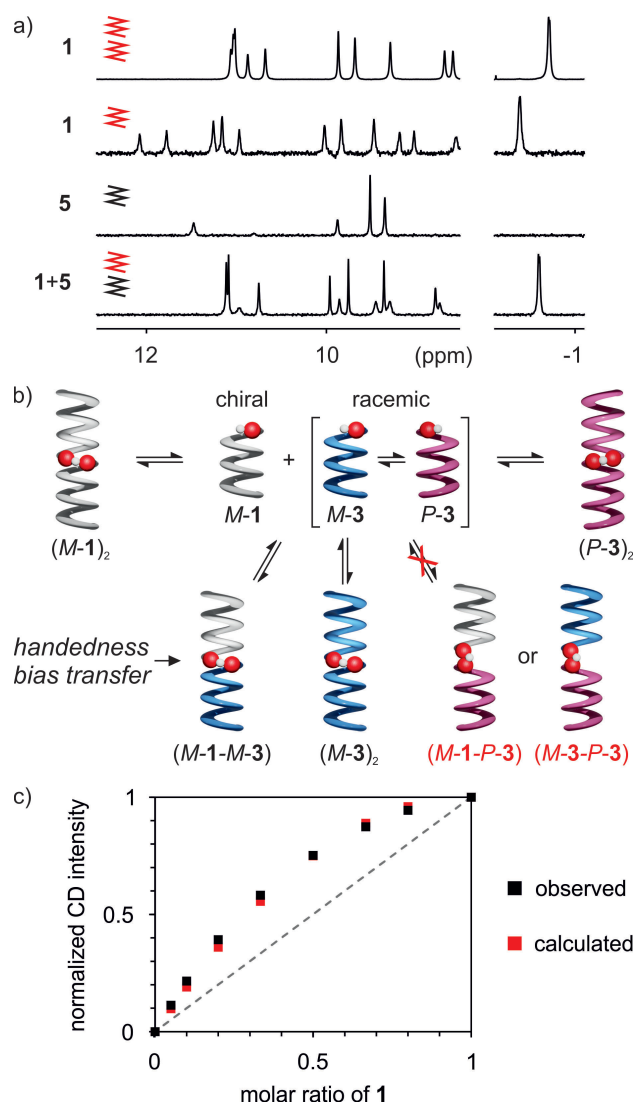 a)
1
1
5
1+5
12 10 (ppm) -1
b)
chiral racemic
M-1 + M-3 P-3
(M-1)₂ (P-3)₂
handedness
bias transfer
or
(M-1-M-3) (M-3)₂ (M-1-P-3) (M-3-P-3)
c)
normalized CD intensity
1
0.5
0
0 0.5 1
molar ratio of 1
observed
calculated